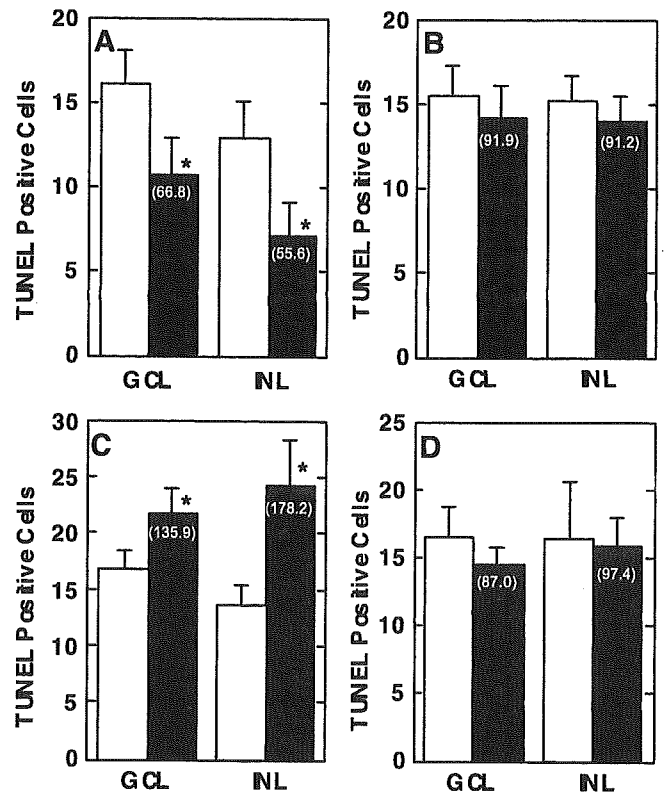 A
TUNEL Positive Cells
20
15
10
5
0
(66.8)
*
(55.6)
*
GCL
INL
B
TUNEL Positive Cells
20
15
10
5
0
(91.9)
(91.2)
GCL
INL
C
TUNEL Positive Cells
30
25
20
15
10
5
0
(135.9)
*
(178.2)
*
GCL
INL
D
TUNEL Positive Cells
25
20
15
10
5
0
(87.0)
(97.4)
GCL
INL